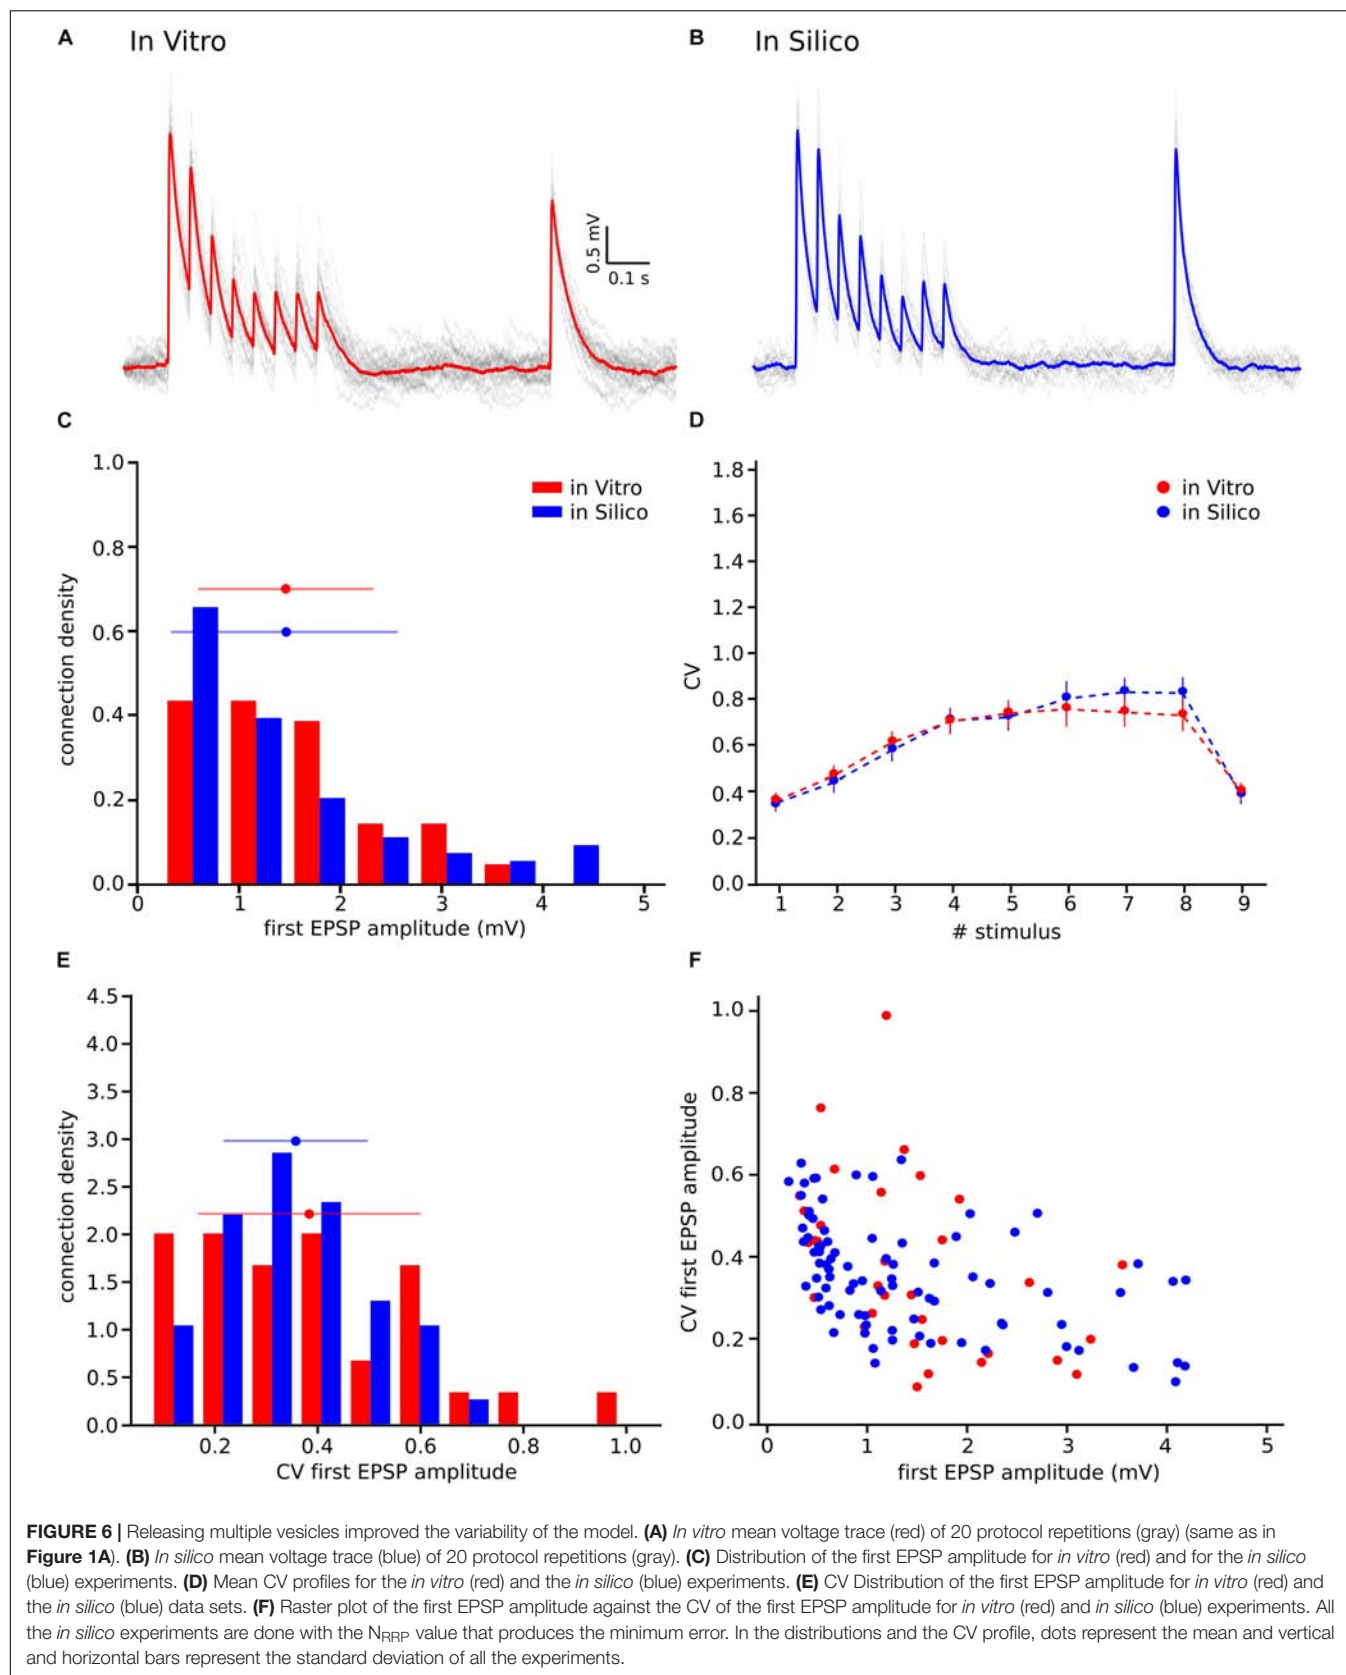 A In Vitro
B In Silico
0.5 mV
0.1 s
C
D
1.0
0.8
0.6
0.4
0.2
0.0
connection density
in Vitro
in Silico
0 1 2 3 4 5
first EPSP amplitude (mV)
1.8
1.6
1.4
1.2
1.0
0.8
0.6
0.4
0.2
0.0
CV
in Vitro
in Silico
1 2 3 4 5 6 7 8 9
# stimulus
E
F
4.5
4.0
3.5
3.0
2.5
2.0
1.5
1.0
0.5
0.0
connection density
0.2 0.4 0.6 0.8 1.0
CV first EPSP amplitude
1.0
0.8
0.6
0.4
0.2
0.0
CV first EPSP amplitude
0 1 2 3 4 5
first EPSP amplitude (mV)
FIGURE 6 | Releasing multiple vesicles improved the variability of the model. (A) In vitro mean voltage trace (red) of 20 protocol repetitions (gray) (same as in
Figure 1A). (B) In silico mean voltage trace (blue) of 20 protocol repetitions (gray). (C) Distribution of the first EPSP amplitude for in vitro (red) and for the in silico
(blue) experiments. (D) Mean CV profiles for the in vitro (red) and the in silico (blue) experiments. (E) CV Distribution of the first EPSP amplitude for in vitro (red) and
the in silico (blue) data sets. (F) Raster plot of the first EPSP amplitude against the CV of the first EPSP amplitude for in vitro (red) and in silico (blue) experiments. All
the in silico experiments are done with the NRRP value that produces the minimum error. In the distributions and the CV profile, dots represent the mean and vertical
and horizontal bars represent the standard deviation of all the experiments.